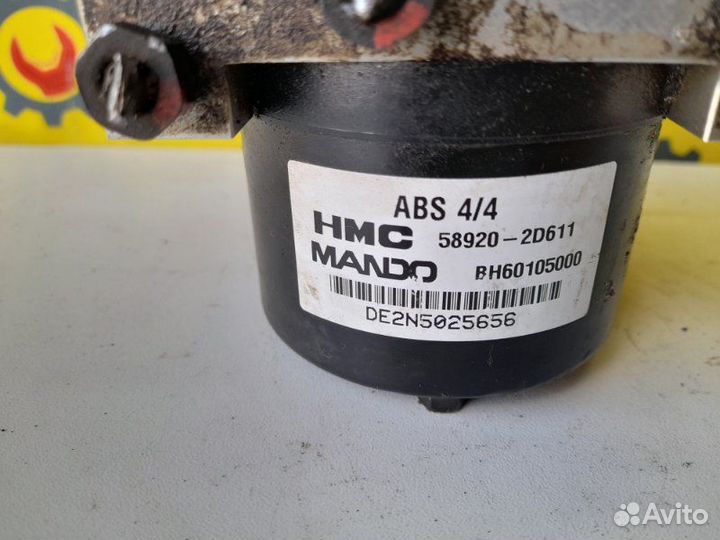 ABS 4/4
HMC 58920-2D611
MANDO BH60105000
DE2N5025656
Avito